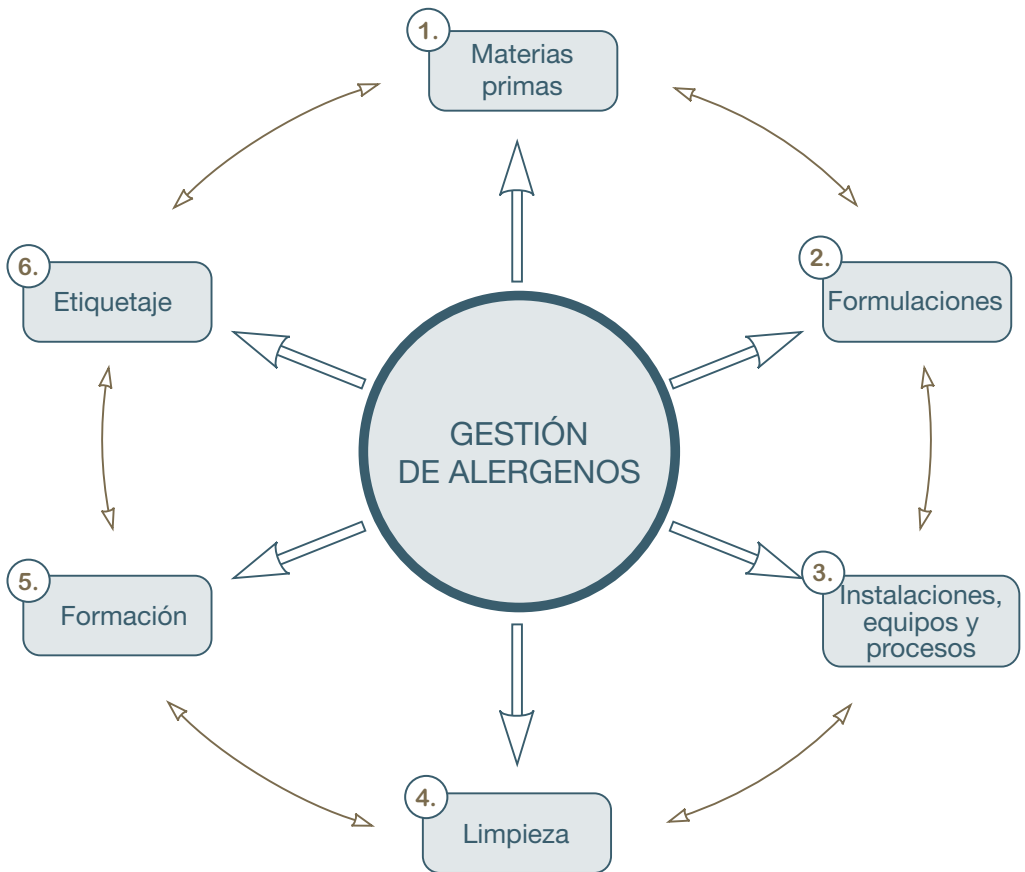 1.
Materias
primas
2.
Formulaciones
3.
Instalaciones,
equipos y
procesos
4.
Limpieza
5.
Formación
6.
Etiquetaje
GESTIÓN
DE ALERGENOS